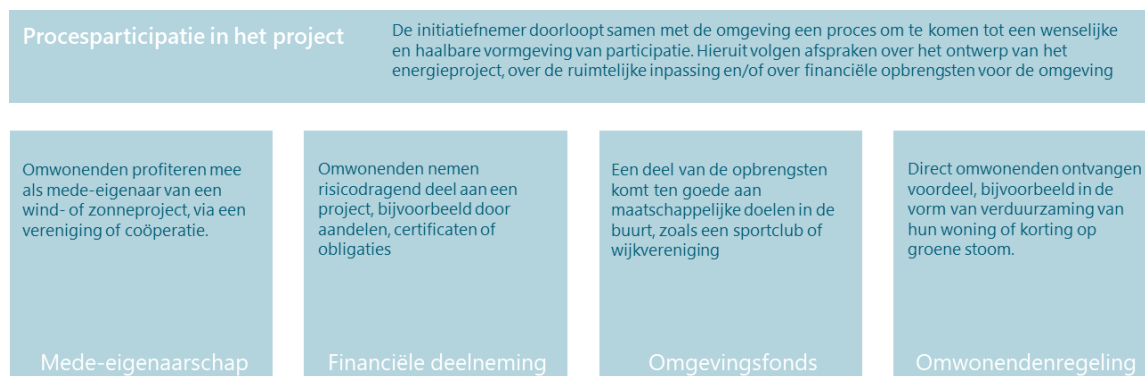 Procesparticipatie in het project
De initiatiefnemer doorloopt samen met de omgeving een proces om te komen tot een wenselijke
en haalbare vormgeving van participatie. Hieruit volgen afspraken over het ontwerp van het
energieproject, over de ruimtelijke inpassing en/of over financiële opbrengsten voor de omgeving
Omwonenden profiteren mee
als mede-eigenaar van een
wind- of zonneproject, via een
vereniging of coöperatie.
Mede-eigenaarschap
Omwonenden nemen
risicodragend deel aan een
project, bijvoorbeeld door
aandelen, certificaten of
obligaties
Financiële deelneming
Een deel van de opbrengsten
komt ten goede aan
maatschappelijke doelen in de
buurt, zoals een sportclub of
wijkvereniging
Omgevingsfonds
Direct omwonenden ontvangen
voordeel, bijvoorbeeld in de
vorm van verduurzaming van
hun woning of korting op
groene stoom.
Omwonendenregeling